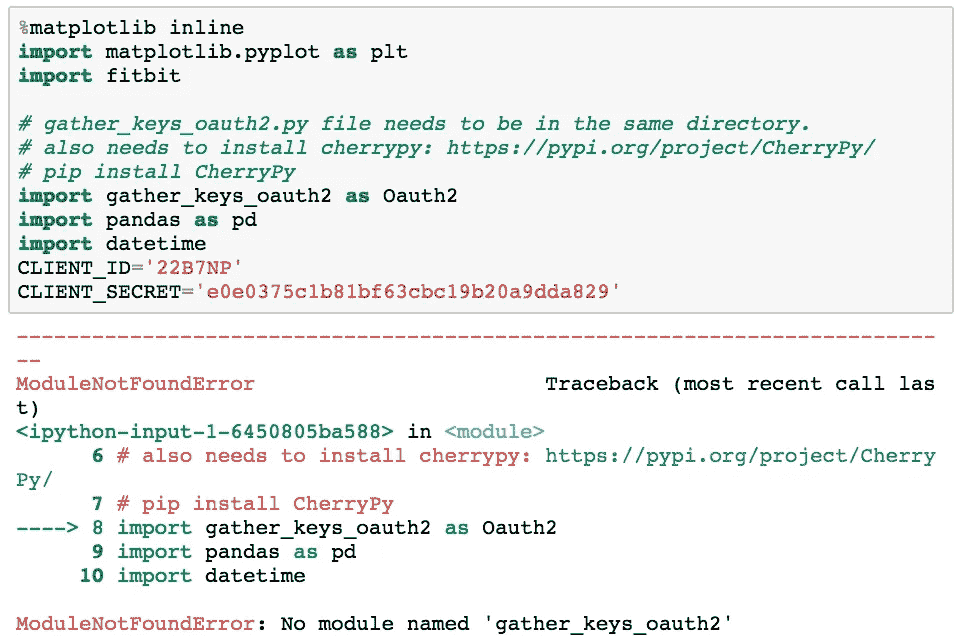 %matplotlib inline
import matplotlib.pyplot as plt
import fitbit

# gather_keys_oauth2.py file needs to be in the same directory.
# also needs to install cherrypy: https://pypi.org/project/CherryPy/
# pip install CherryPy
import gather_keys_oauth2 as Oauth2
import pandas as pd
import datetime
CLIENT_ID='22B7NP'
CLIENT_SECRET='e0e0375c1b81bf63cbc19b20a9dda829'
--------------------------------------------------------------------------
--
ModuleNotFoundError                       Traceback (most recent call las
t)
<ipython-input-1-6450805ba588> in <module>
      6 # also needs to install cherrypy: https://pypi.org/project/Cherry
Py/
      7 # pip install CherryPy
----> 8 import gather_keys_oauth2 as Oauth2
      9 import pandas as pd
     10 import datetime

ModuleNotFoundError: No module named 'gather_keys_oauth2'